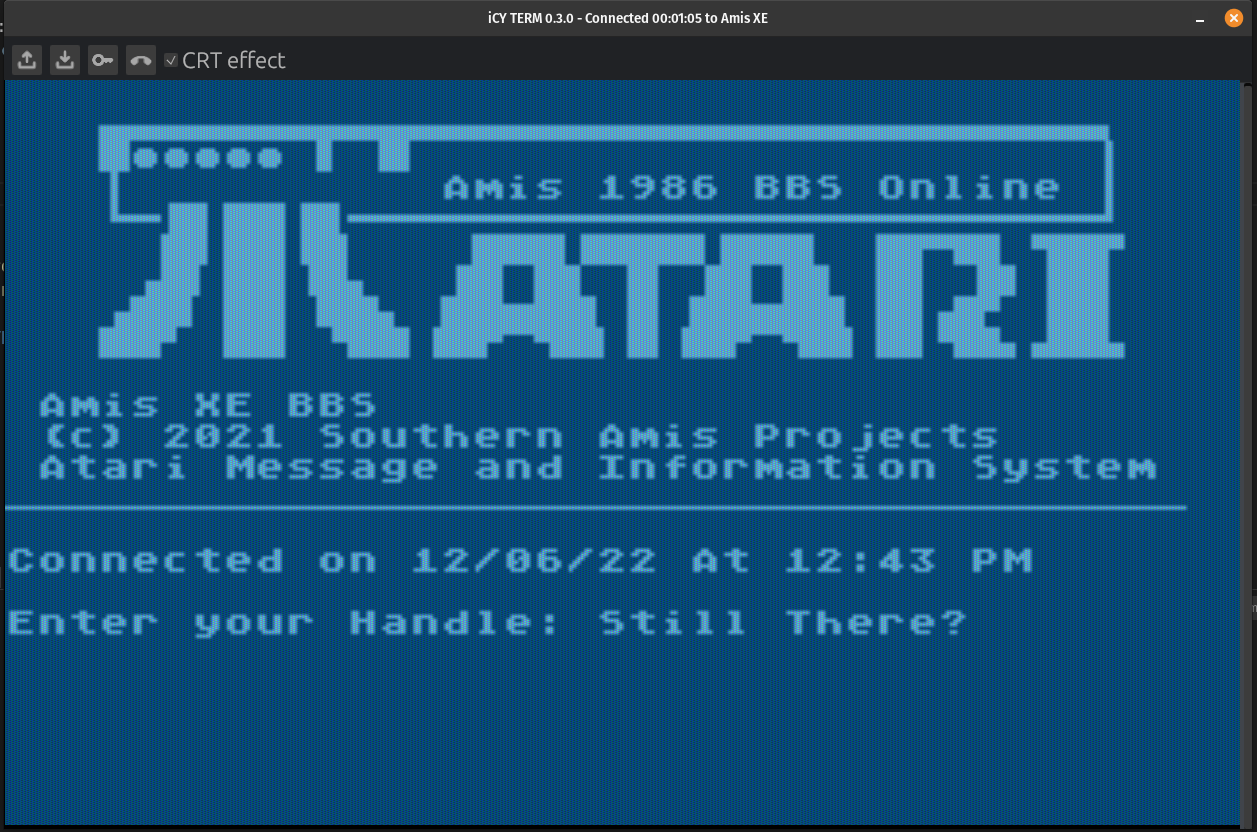 iCY TERM 0.3.0 - Connected 00:01:05 to Amis XE
CRT effect
Amis 1986 BBS Online
ATARI
Amis XE BBS
(c) 2021 Southern Amis Projects
Atari Message and Information System
Connected on 12/06/22 At 12:43 PM
Enter your Handle: Still There?